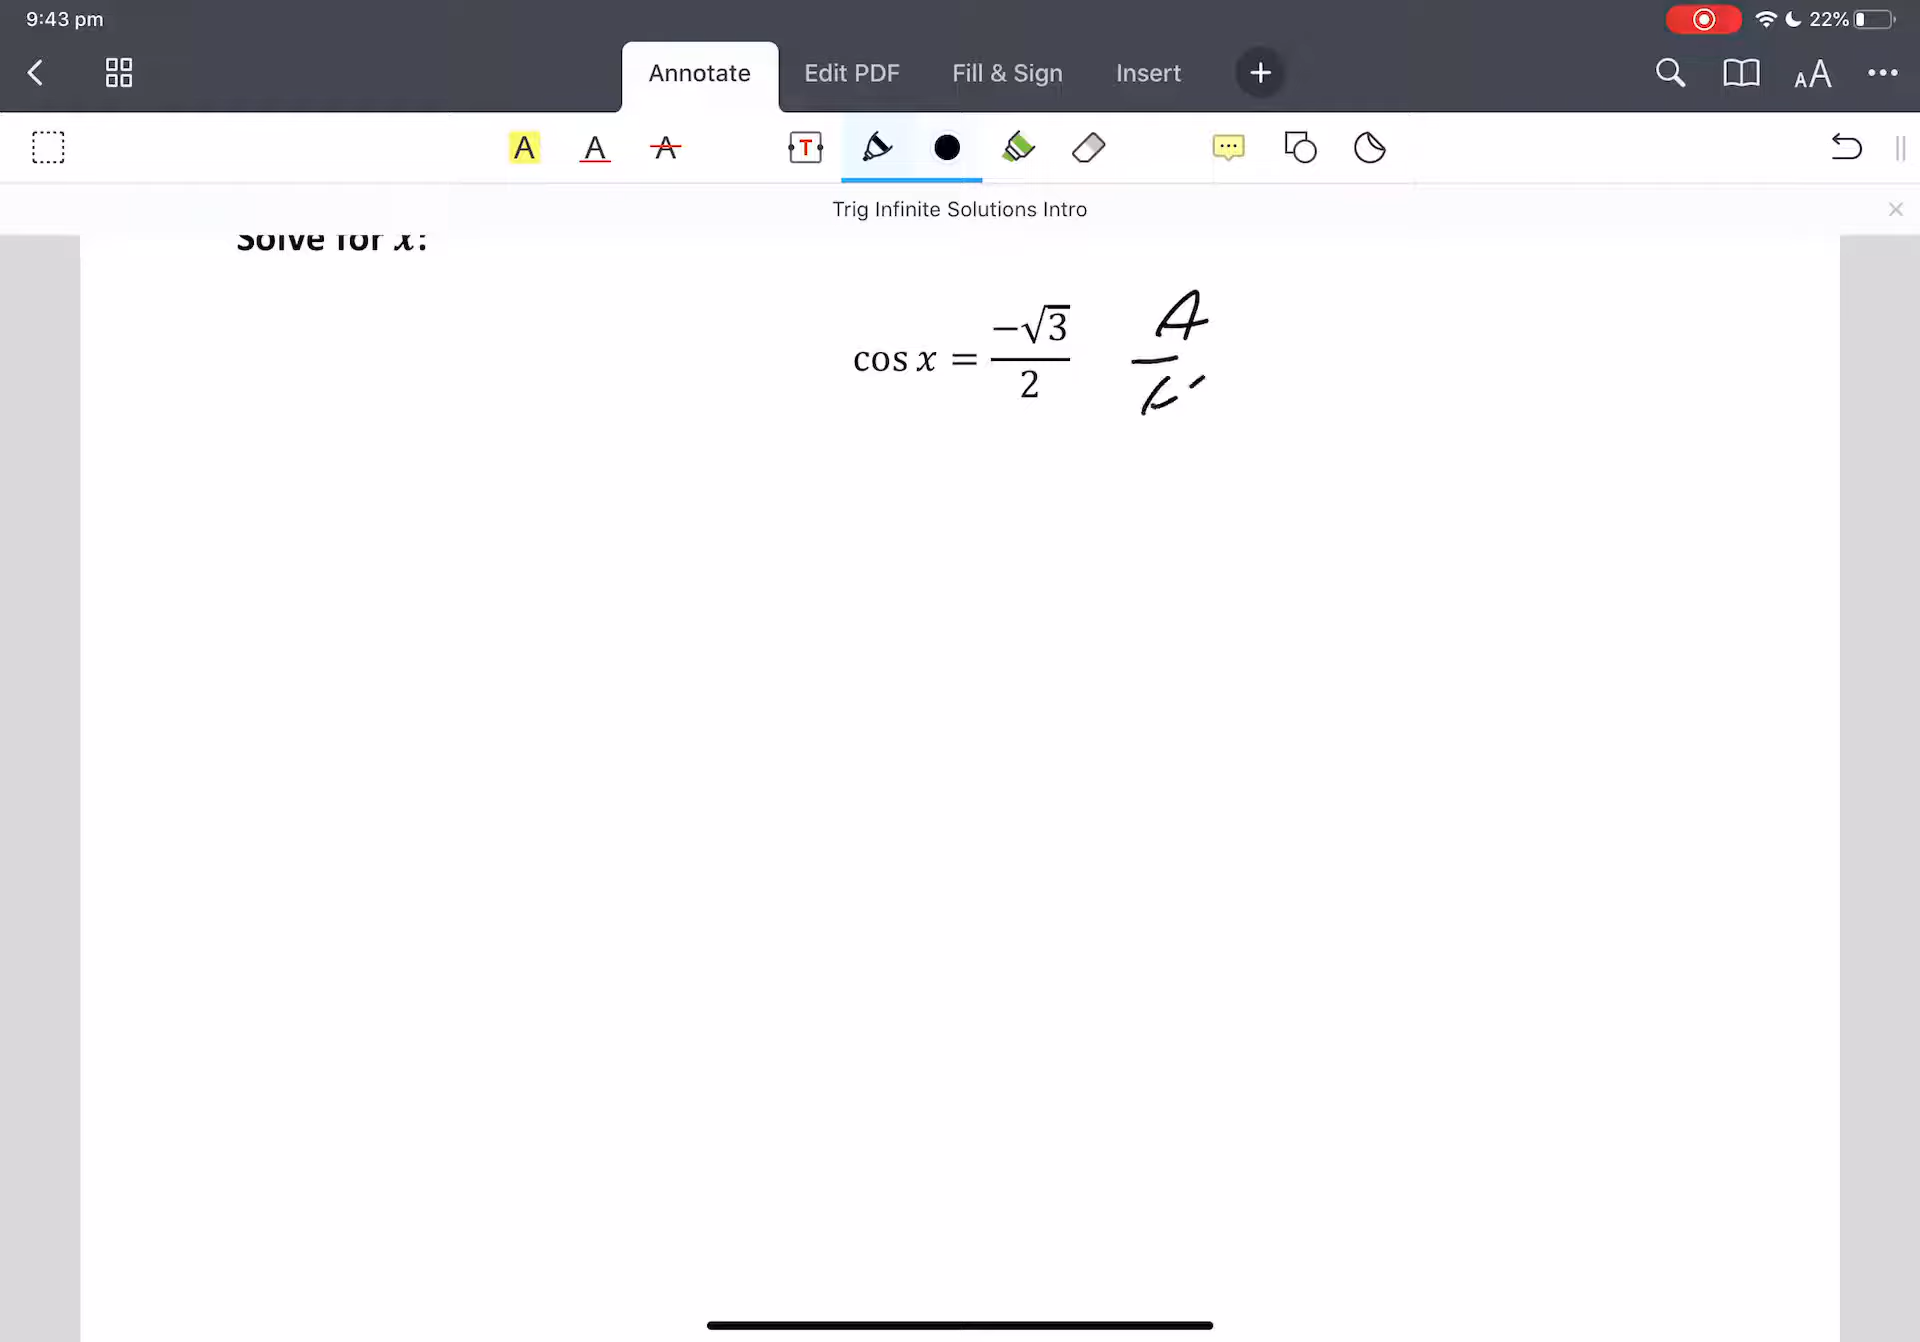 9:43 pm 22%
Annotate Edit PDF Fill & Sign Insert + AA
A A A T
Trig Infinite Solutions Intro
Solve for x:
cos x = −√3/2 A